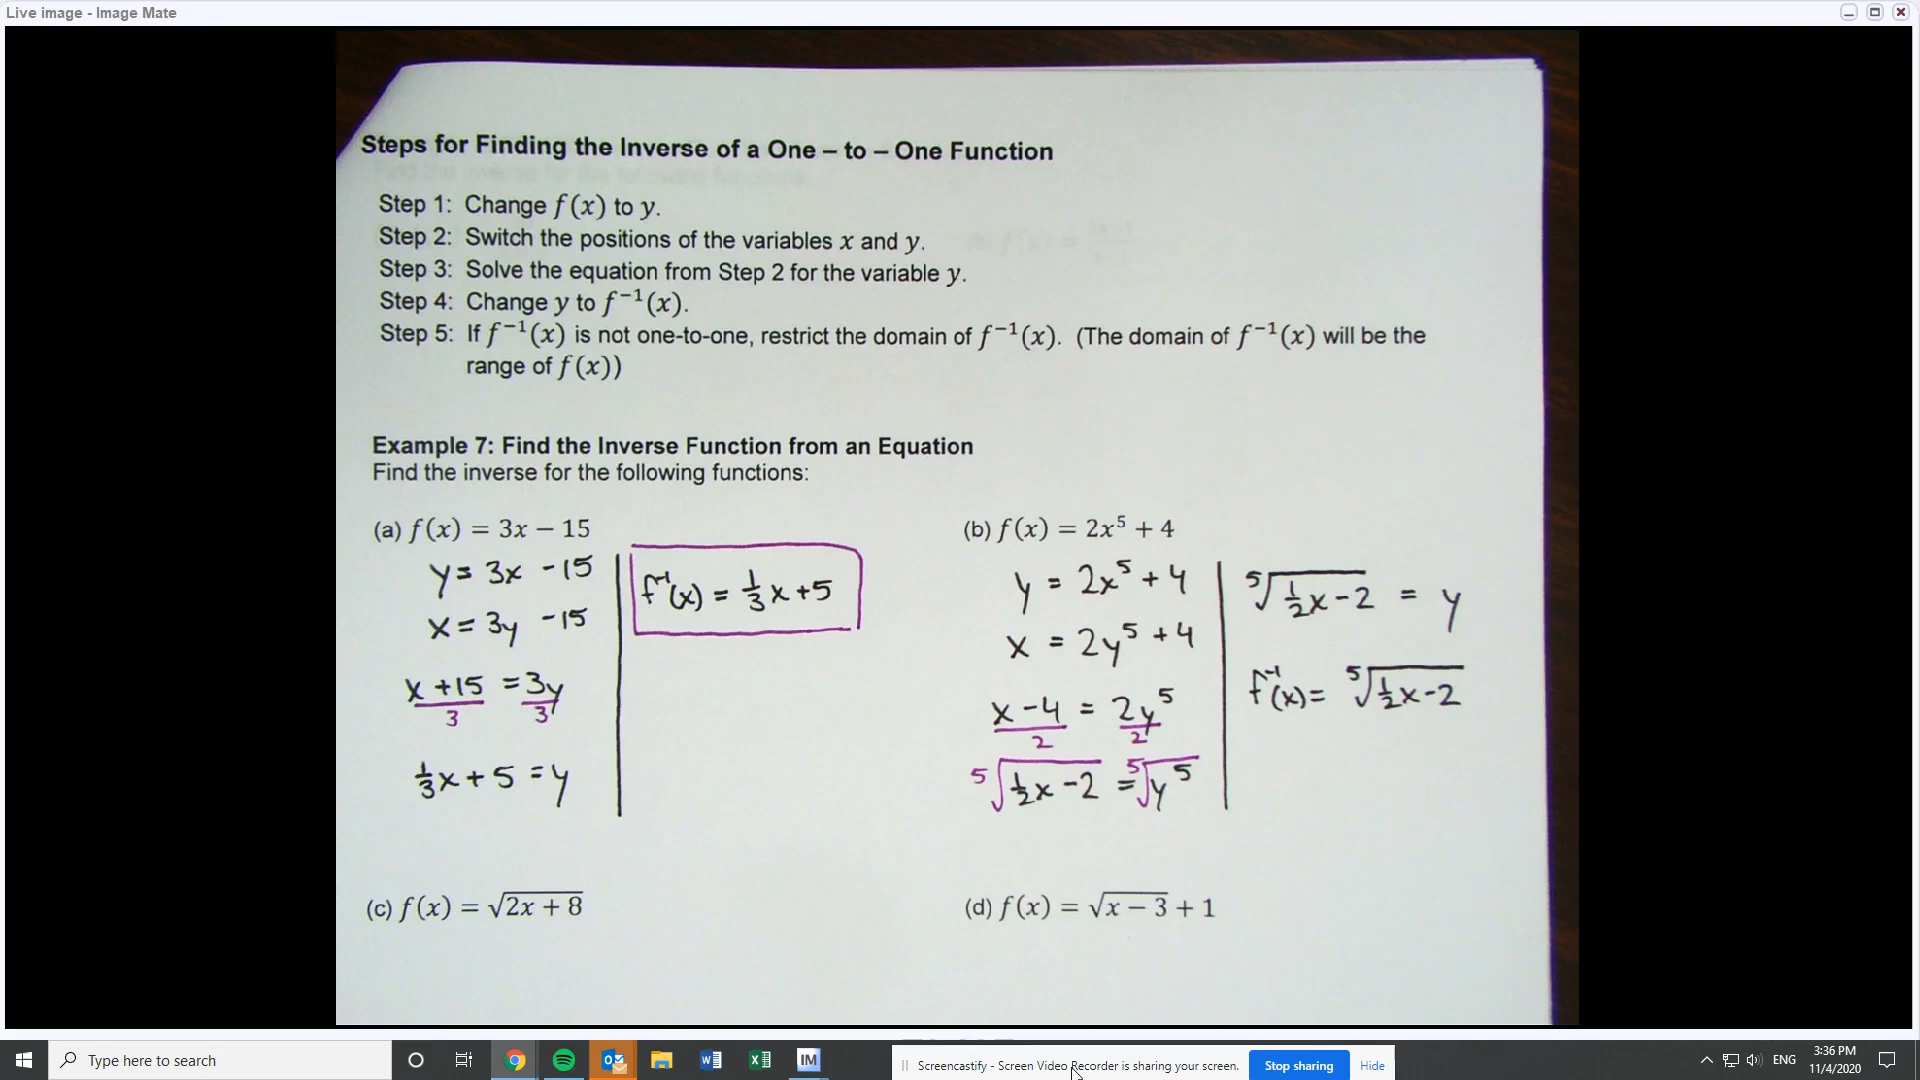 Live image - Image Mate
Steps for Finding the Inverse of a One – to – One Function
Step 1: Change f(x) to y.
Step 2: Switch the positions of the variables x and y.
Step 3: Solve the equation from Step 2 for the variable y.
Step 4: Change y to f⁻¹(x).
Step 5: If f⁻¹(x) is not one-to-one, restrict the domain of f⁻¹(x). (The domain of f⁻¹(x) will be the
range of f(x))
Example 7: Find the Inverse Function from an Equation
Find the inverse for the following functions:
(a) f(x) = 3x − 15
y = 3x - 15
x = 3y - 15
x + 15 = 3y
3 3
⅓x + 5 = y
f⁻¹(x) = ⅓x + 5
(b) f(x) = 2x⁵ + 4
y = 2x⁵ + 4
x = 2y⁵ + 4
x - 4 = 2y⁵
2 2
⁵√(½x - 2) = ⁵√y⁵
⁵√(½x - 2) = y
f⁻¹(x) = ⁵√(½x - 2)
(c) f(x) = √(2x + 8)
(d) f(x) = √(x − 3) + 1
Type here to search
Screencastify - Screen Video Recorder is sharing your screen.
Stop sharing
Hide
ENG
3:36 PM
11/4/2020
IM